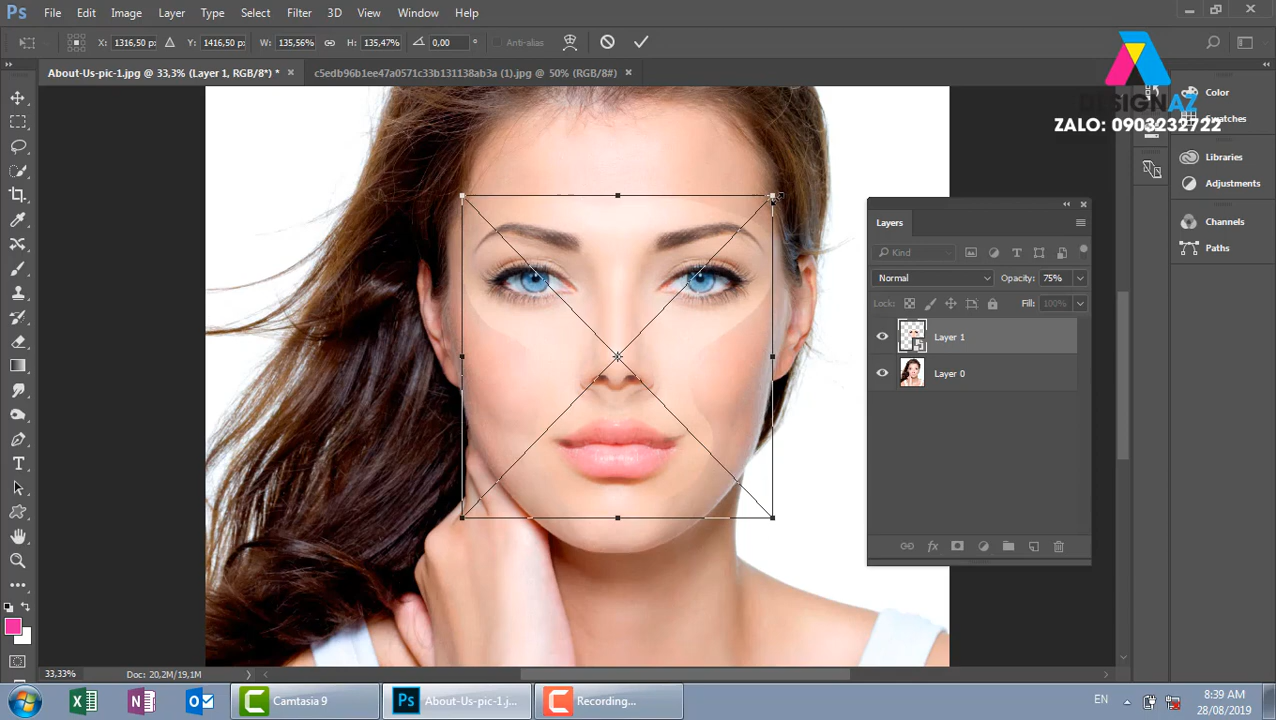 Ps File Edit Image Layer Type Select Filter 3D View Window Help
X: 1316,50 px Y: 1416,50 px W: 135,56% H: 135,47% 0,00 ° Anti-alias
About-Us-pic-1.jpg @ 33,3% (Layer 1, RGB/8*) * × c5edb96b1ee47a0571c33b131138ab3a (1).jpg @ 50% (RGB/8#) ×
DESIGNAZ
ZALO: 0903232722
Color
Swatches
Libraries
Adjustments
Channels
Paths
Layers
Kind
Normal Opacity: 75%
Lock: Fill: 100%
Layer 1
Layer 0
33,33% Doc: 20,2M/19,1M
Camtasia 9 Ps About-Us-pic-1.j... Recording... EN 8:39 AM
28/08/2019